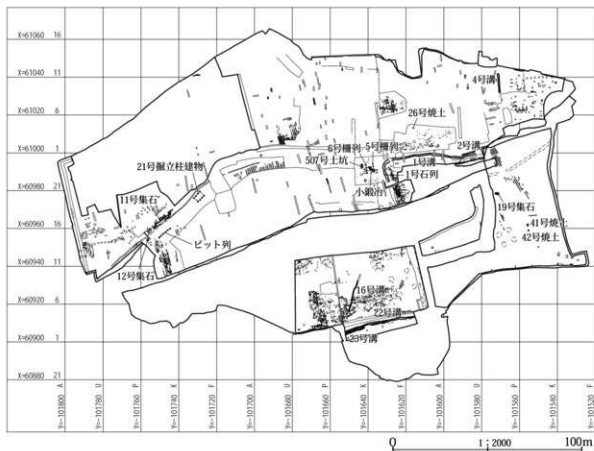 X=61060 16
X=61040 11
X=61020 6
X=61000 1
X=60980 21
X=60960 16
X=60940 11
X=60920 6
X=60900 1
X=60880 21
4号溝
26号焼土
6号柵列
5号柵列
2号溝
507号土坑
1号溝
21号掘立柱建物
1号石列
小鍛冶
11号集石
19号集石
ピット列
41号焼土
42号焼土
12号集石
16号溝
22号溝
23号溝
Y=-101800 A
Y=-101780 U
Y=-101760 P
Y=-101740 K
Y=-101720 F
Y=-101700 A
Y=-101680 U
Y=-101660 P
Y=-101640 K
Y=-101620 F
Y=-101600 A
Y=-101580 U
Y=-101560 P
Y=-101540 K
Y=-101520 F
0 1：2000 100m